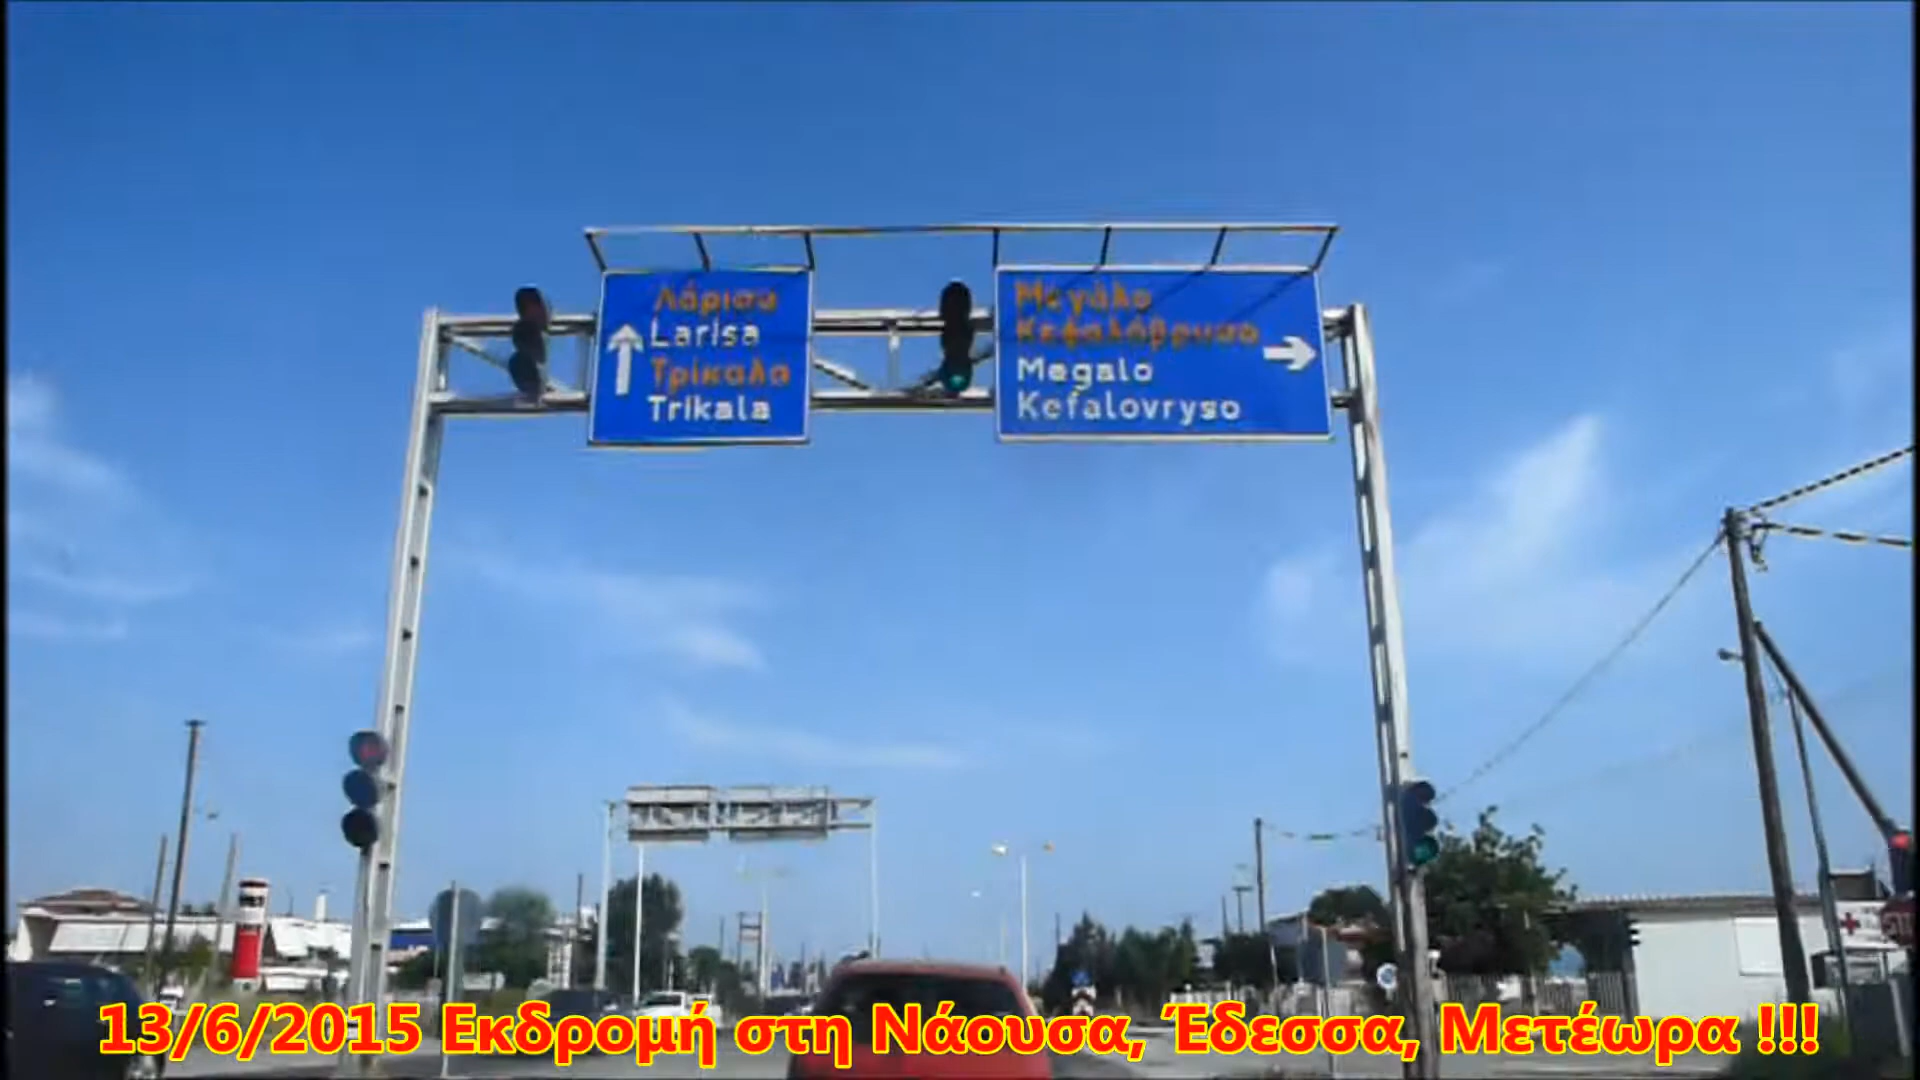 Λάρισα
Larisa
Τρίκαλα
Trikala
Μεγάλο
Κεφαλόβρυσο
Megalo
Kefalovryso
13/6/2015 Εκδρομή στη Νάουσα, Έδεσσα, Μετέωρα !!!